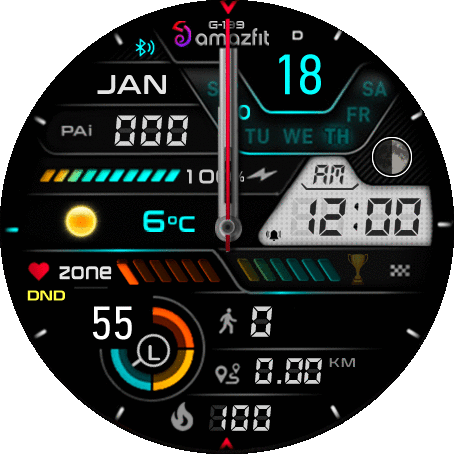 G-139
amazfit
D
JAN
18
SA
FR
TU WE TH
PAi 000
100%
AM
12:00
6°C
zone
DND
55
L
0
0.00 KM
100